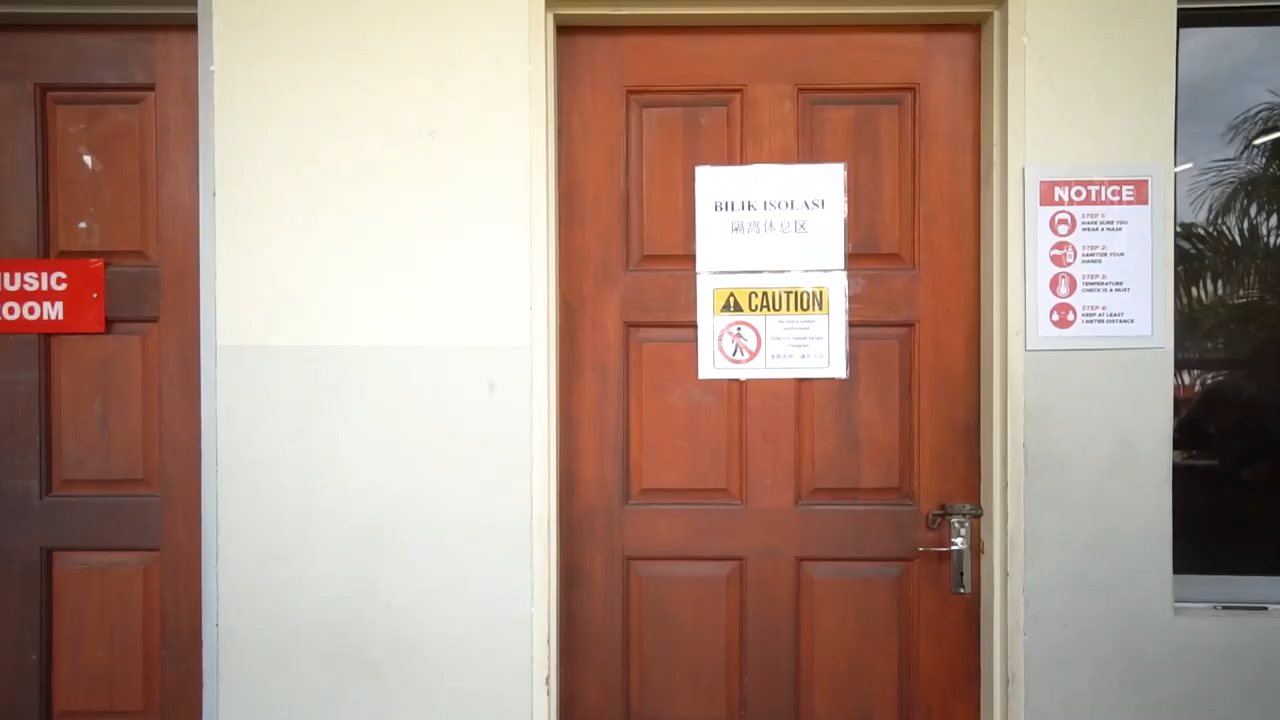 MUSIC
ROOM
BILIK ISOLASI
隔离休息区
CAUTION
NOTICE
STEP 1:
MAKE SURE YOU
WEAR A MASK
STEP 2:
SANITIZE YOUR
HANDS
STEP 3:
TEMPERATURE
CHECK IS A MUST
STEP 4:
KEEP AT LEAST
1 METER DISTANCE